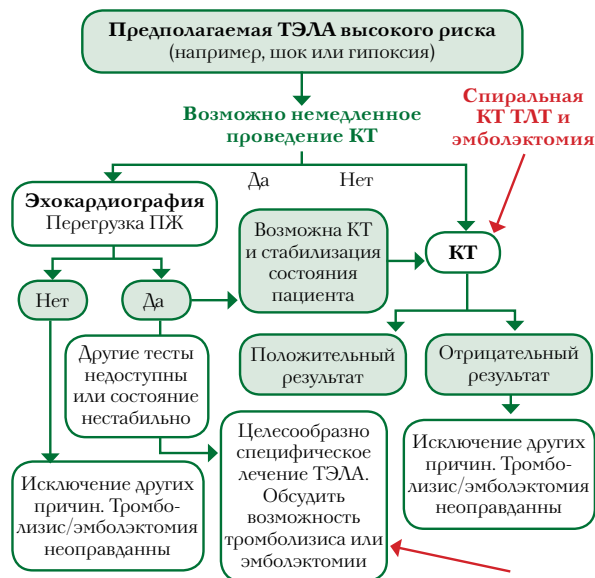 Предполагаемая ТЭЛА высокого риска
(например, шок или гипоксия)
Возможно немедленное
проведение КТ
Спиральная
КТ ТЛТ и
эмболэктомия
Да
Нет
Эхокардиография
Перегрузка ПЖ
Возможна КТ
и стабилизация
состояния
пациента
КТ
Нет
Да
Другие тесты
недоступны
или состояние
нестабильно
Положительный
результат
Отрицательный
результат
Исключение других
причин. Тромбо-
лизис/эмболэктомия
неоправданны
Целесообразно
специфическое
лечение ТЭЛА.
Обсудить
возможность
тромболизиса или
эмболэктомии
Исключение других
причин. Тромбо-
лизис/эмболэктомия
неоправданны